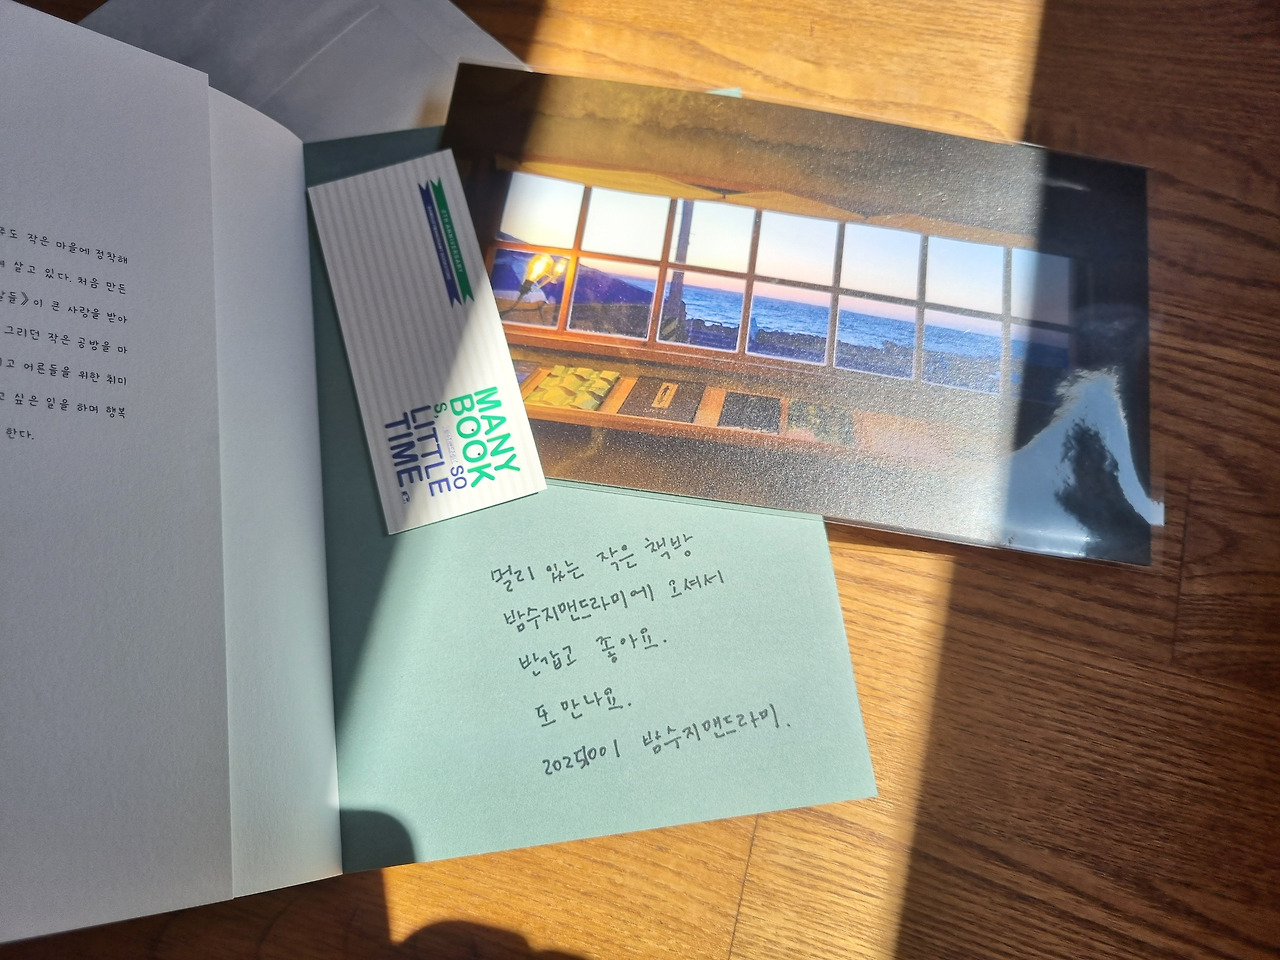 주도 작은 마을에 정착해
며 살고 있다. 처음 만든
들》이 큰 사랑을 받아
그리던 작은 공방을 마
고 어른들을 위한 취미
고 싶은 일을 하며 행복
한다.
5TH ANNIVERSARY
MANY
BOOK
S, SO
LITTLE
TIME.
멀리 있는 작은 책방
밤수지맨드라미에 오셔서
반갑고 좋아요.
또 만나요.
20251001 밤수지맨드라미.